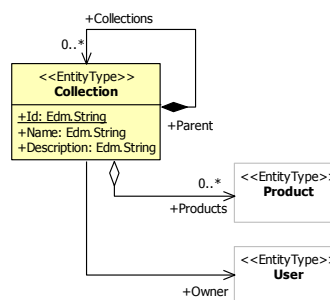 +Collections
0..*
<<EntityType>>
Collection
+Id: Edm.String
+Name: Edm.String
+Description: Edm.String
+Parent
0..*
+Products
<<EntityType>>
Product
<<EntityType>>
User
+Owner